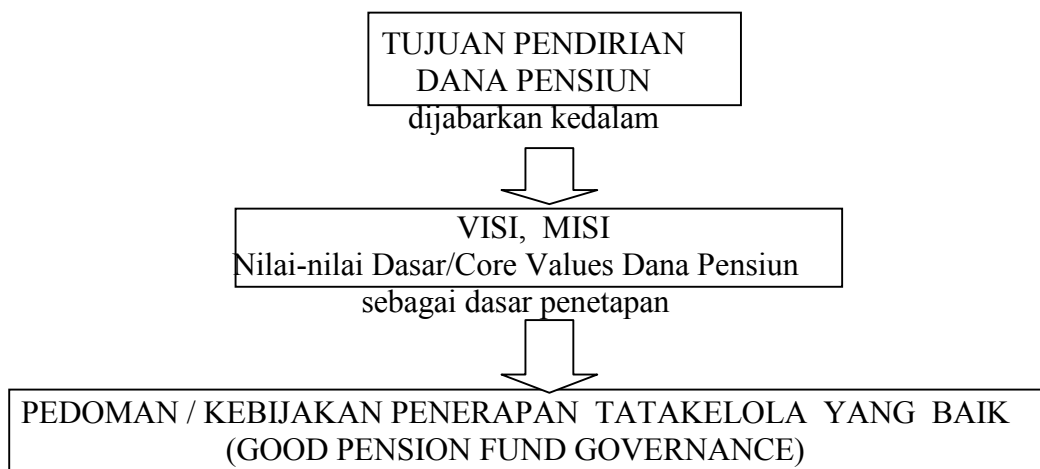 TUJUAN PENDIRIAN
DANA PENSIUN
dijabarkan kedalam
VISI, MISI
Nilai-nilai Dasar/Core Values Dana Pensiun
sebagai dasar penetapan
PEDOMAN / KEBIJAKAN PENERAPAN TATAKELOLA YANG BAIK
(GOOD PENSION FUND GOVERNANCE)